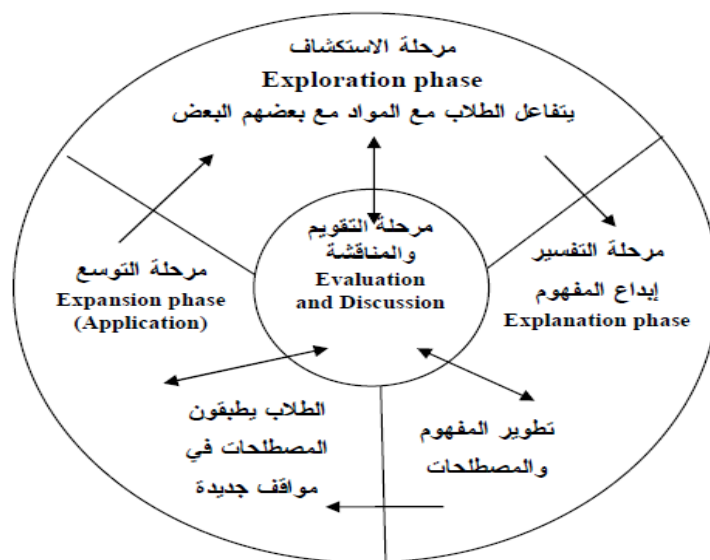 مرحلة الاستكشاف
Exploration phase
يتفاعل الطلاب مع المواد مع بعضهم البعض
مرحلة التفسير
إبداع المفهوم
Explanation phase
مرحلة التقويم
والمناقشة
Evaluation
and Discussion
مرحلة التوسع
Expansion phase
(Application)
تطوير المفهوم
والمصطلحات
الطلاب يطبقون
المصطلحات في
مواقف جديدة